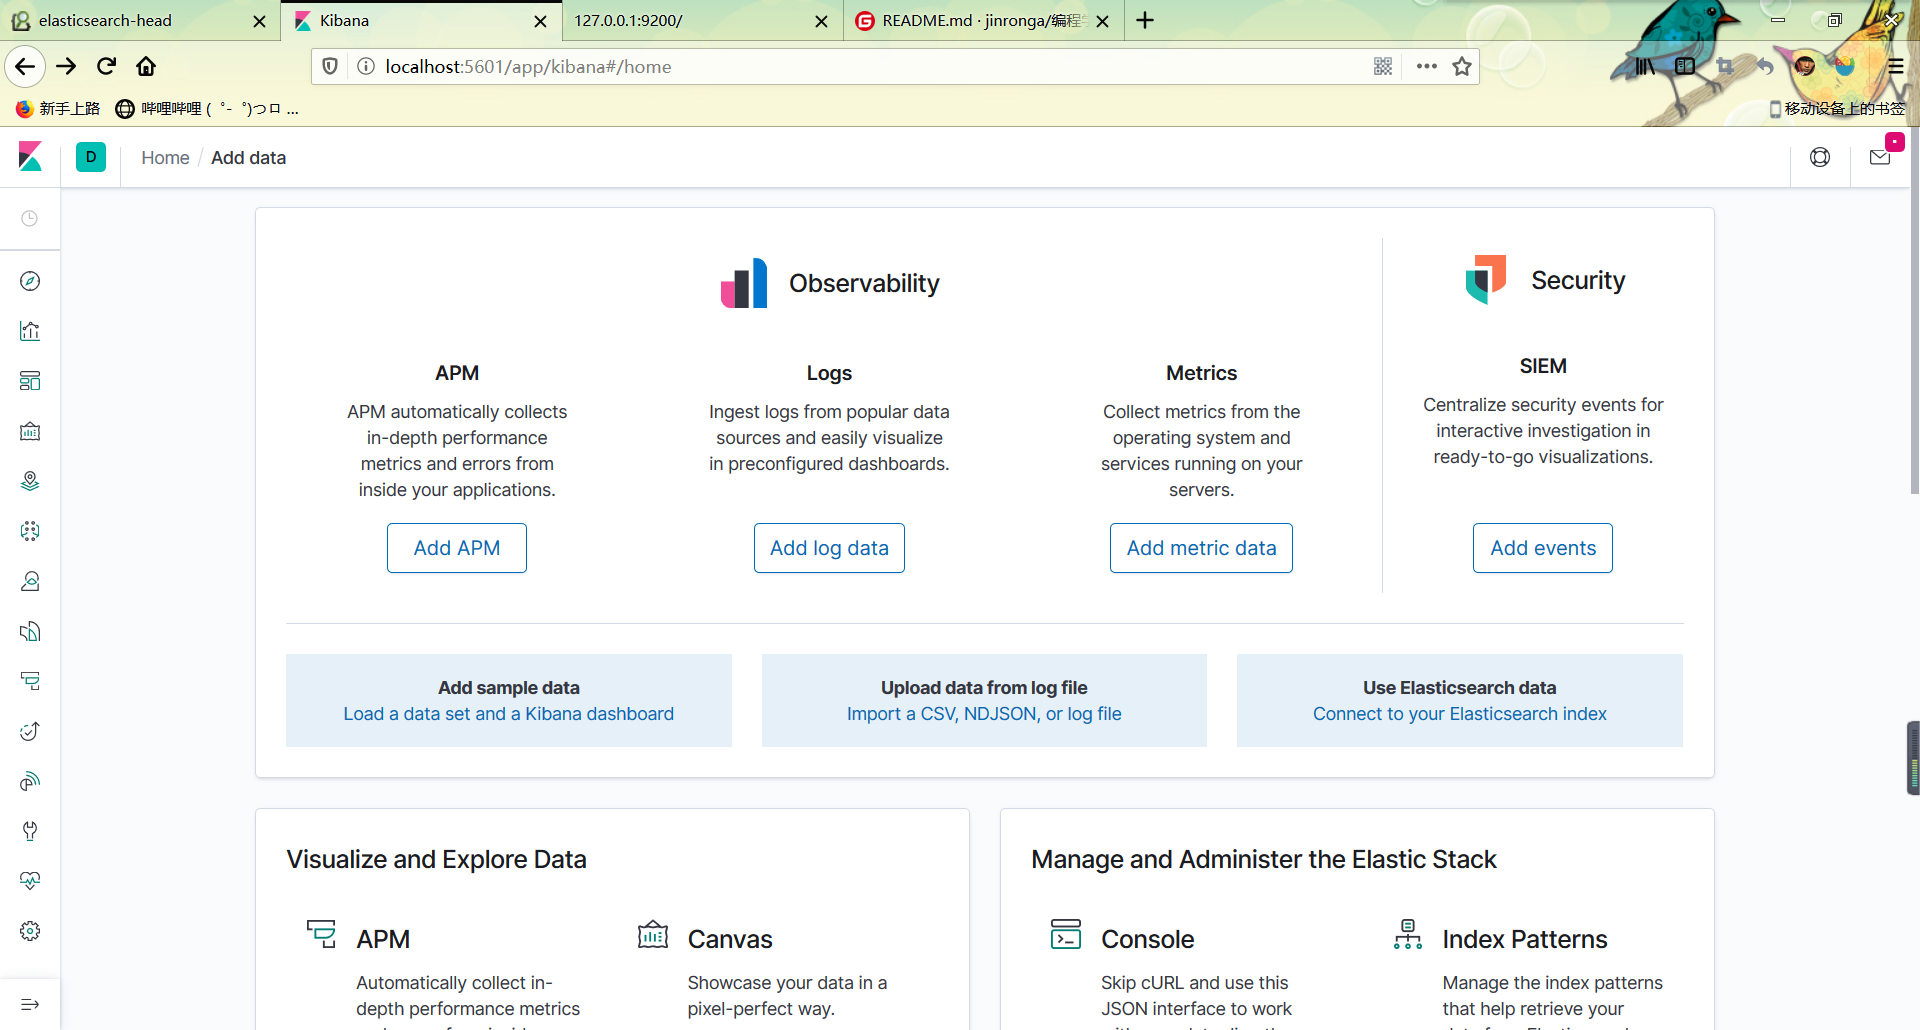 elasticsearch-head
Kibana
127.0.0.1:9200/
README.md · jinronga/编程
localhost:5601/app/kibana#/home
新手上路
哔哩哔哩 ( ゜- ゜)つロ ...
移动设备上的书签
D
Home / Add data
Observability
Security
APM
APM automatically collects
in-depth performance
metrics and errors from
inside your applications.
Add APM
Logs
Ingest logs from popular data
sources and easily visualize
in preconfigured dashboards.
Add log data
Metrics
Collect metrics from the
operating system and
services running on your
servers.
Add metric data
SIEM
Centralize security events for
interactive investigation in
ready-to-go visualizations.
Add events
Add sample data
Load a data set and a Kibana dashboard
Upload data from log file
Import a CSV, NDJSON, or log file
Use Elasticsearch data
Connect to your Elasticsearch index
Visualize and Explore Data
APM
Automatically collect in-
depth performance metrics
Canvas
Showcase your data in a
pixel-perfect way.
Manage and Administer the Elastic Stack
Console
Skip cURL and use this
JSON interface to work
Index Patterns
Manage the index patterns
that help retrieve your